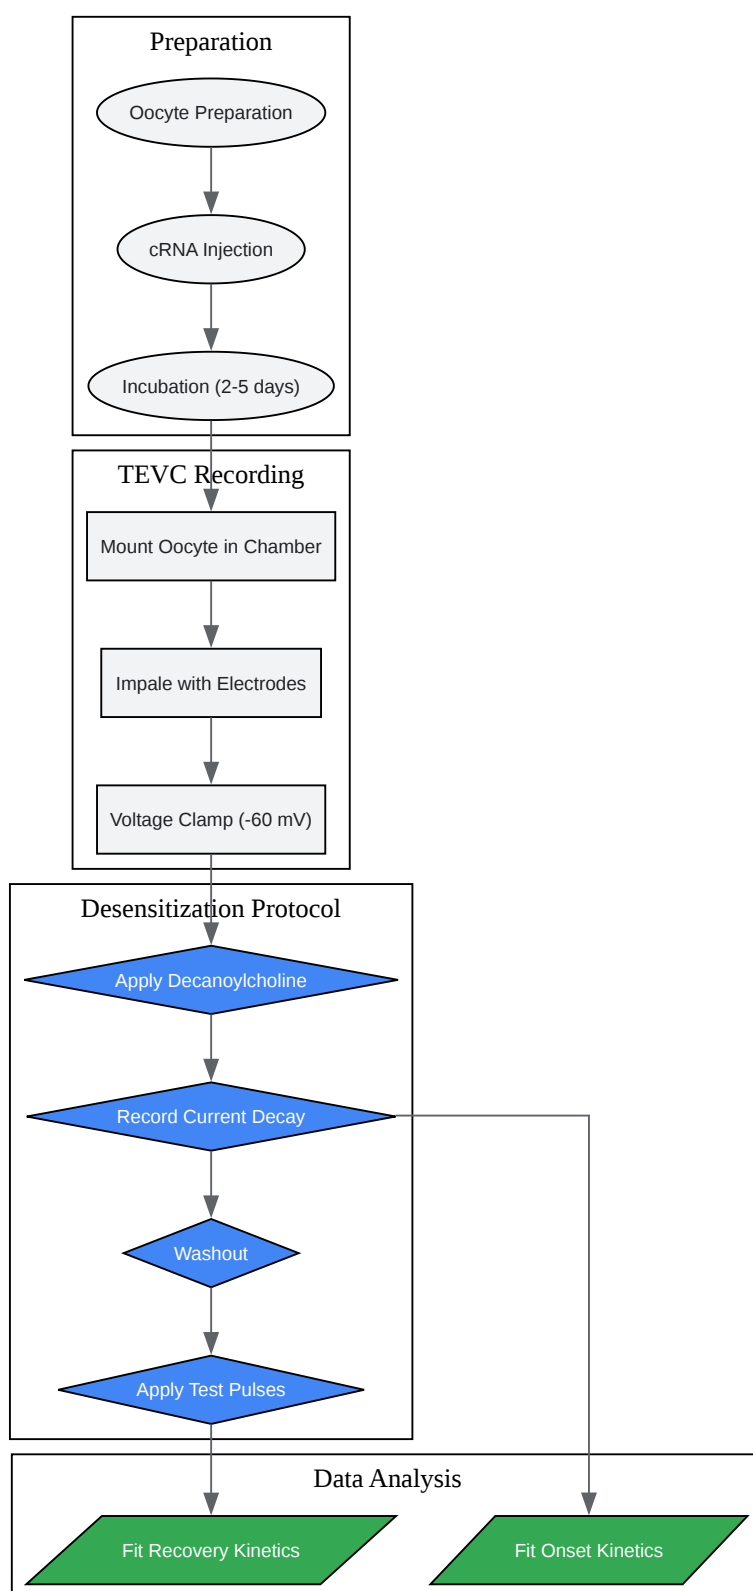 Preparation
Oocyte Preparation
cRNA Injection
Incubation (2-5 days)
TEVC Recording
Mount Oocyte in Chamber
Impale with Electrodes
Voltage Clamp (-60 mV)
Desensitization Protocol
Apply Decanoylcholine
Record Current Decay
Washout
Apply Test Pulses
Data Analysis
Fit Recovery Kinetics
Fit Onset Kinetics